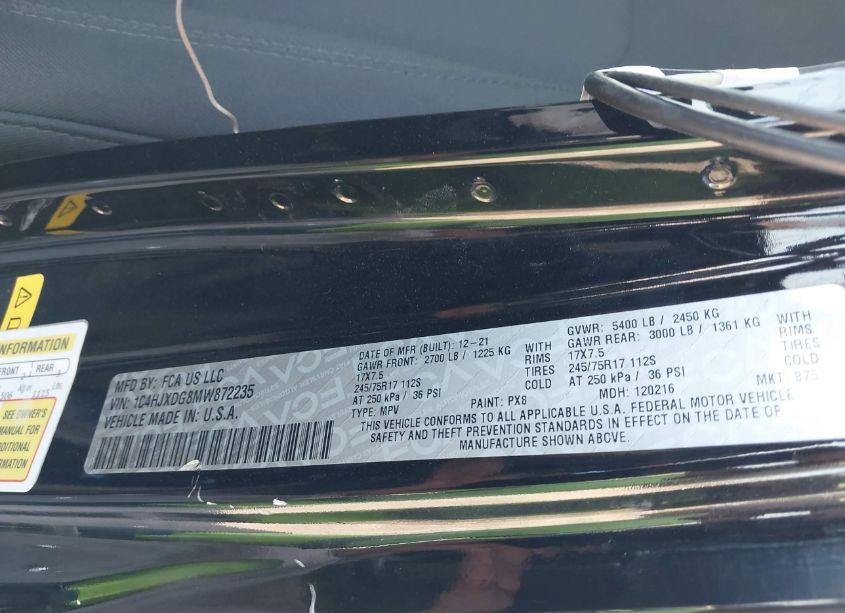 INFORMATION
FRONT 2 REAR 3
Kg or Lbs.
SEE OWNER'S
MANUAL FOR
ADDITIONAL
INFORMATION
MFD BY: FCA US LLC
VIN: 1C4HJXDG8MW872235
VEHICLE MADE IN U.S.A.
DATE OF MFR (BUILT): 12-21 GVWR: 5400 LB / 2450 KG
GAWR FRONT: 2700 LB / 1225 KG WITH GAWR REAR: 3000 LB / 1361 KG WITH
17X7.5 RIMS 17X7.5 RIMS
245/75R17 112S TIRES 245/75R17 112S TIRES
AT 250 kPa / 36 PSI COLD AT 250 kPa / 36 PSI COLD
TYPE: MPV PAINT: PX8 MDH: 120216 MKT: 875
THIS VEHICLE CONFORMS TO ALL APPLICABLE U.S.A. FEDERAL MOTOR VEHICLE
SAFETY AND THEFT PREVENTION STANDARDS IN EFFECT ON THE DATE OF
MANUFACTURE SHOWN ABOVE.